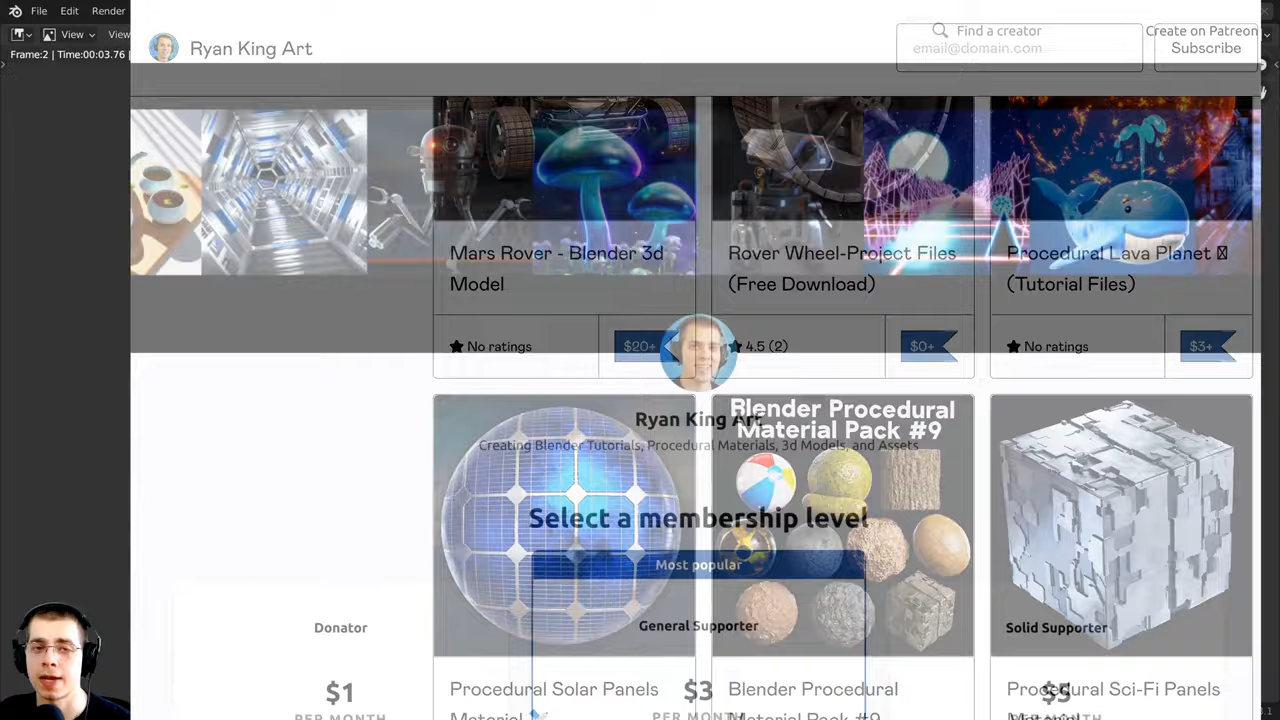 File Edit Render
View View
Frame:2 | Time:00:03.76 |
Ryan King Art
Find a creator
email@domain.com
Create on Patreon
Subscribe
Mars Rover - Blender 3d
Model
No ratings
$20+
Rover Wheel-Project Files
(Free Download)
4.5 (2)
$0+
Procedural Lava Planet
(Tutorial Files)
No ratings
$3+
Ryan King Art
Creating Blender Tutorials, Procedural Materials, 3d Models, and Assets
Blender Procedural
Material Pack #9
Select a membership level
Most popular
Donator
General Supporter
Solid Supporter
$1
PER MONTH
$3
PER MONTH
$5
Procedural Solar Panels
Material
Blender Procedural
Material Pack #9
Procedural Sci-Fi Panels